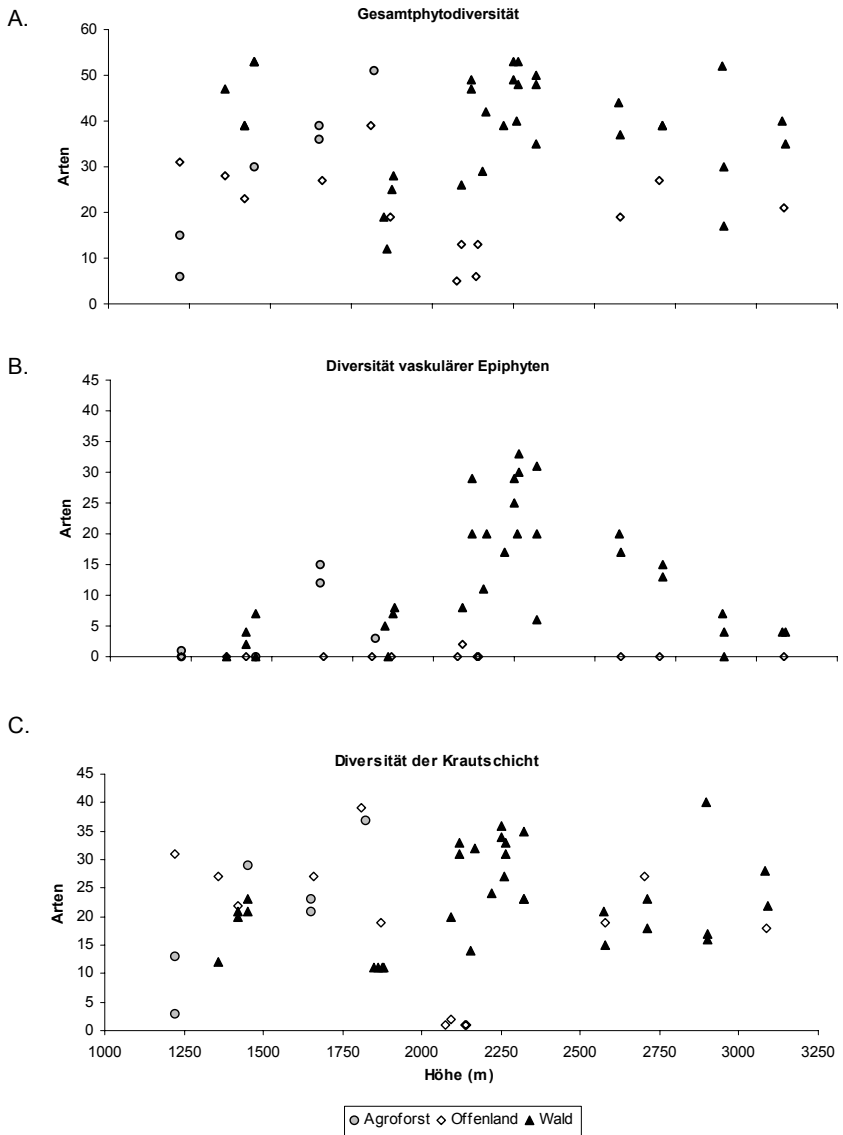 A.
Gesamtphytodiversität
60
50
40
30
20
10
0
Arten
B.
Diversität vaskulärer Epiphyten
45
40
35
30
25
20
15
10
5
0
Arten
C.
Diversität der Krautschicht
45
40
35
30
25
20
15
10
5
0
Arten
1000 1250 1500 1750 2000 2250 2500 2750 3000 3250
Höhe (m)
Agroforst Offenland Wald